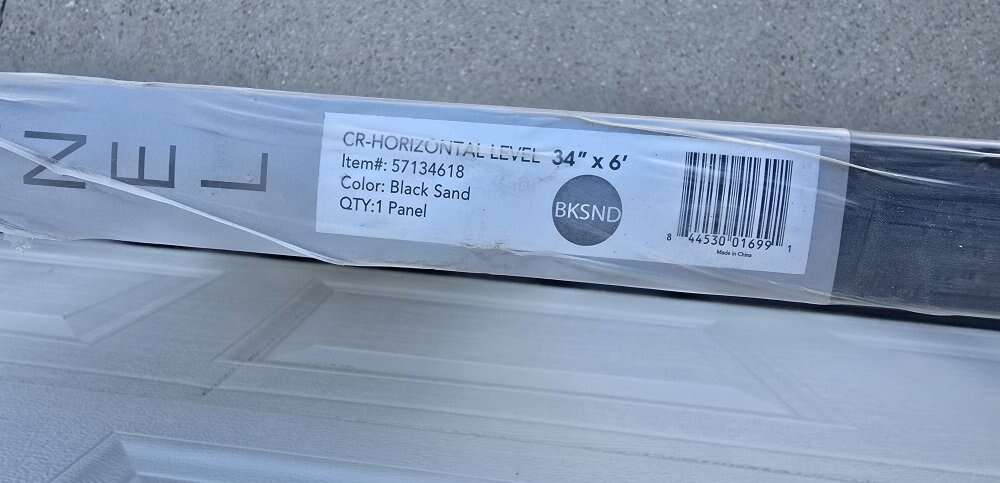 NEL
CR-HORIZONTAL LEVEL 34" x 6'
Item#: 57134618
Color: Black Sand
QTY:1 Panel
BKSND
8 44530 01699 1
Made in China